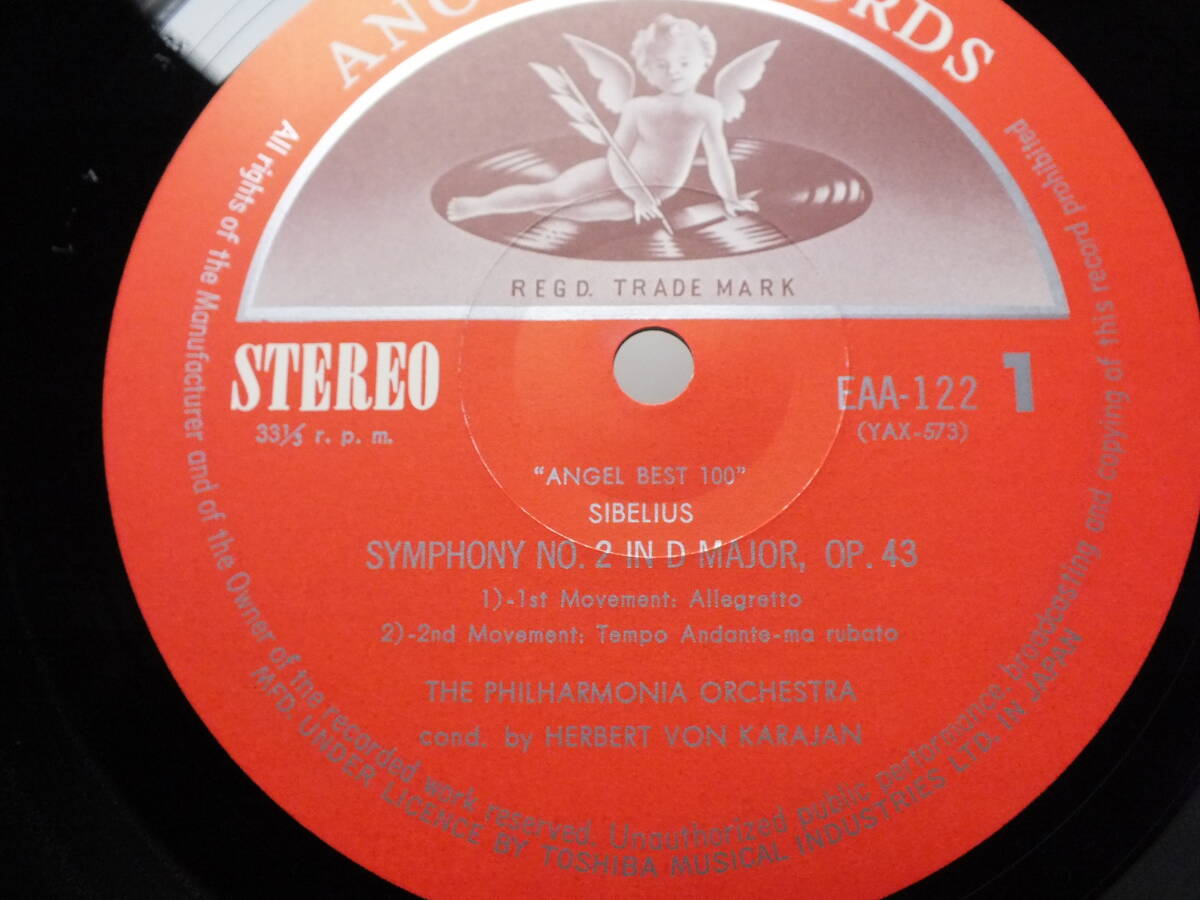 REGD. TRADE MARK
STEREO
33⅓ r. p. m.
EAA-122 1
(YAX-573)
"ANGEL BEST 100"
SIBELIUS
SYMPHONY NO. 2 IN D MAJOR, OP. 43
1)-1st Movement: Allegretto
2)-2nd Movement: Tempo Andante-ma rubato
THE PHILHARMONIA ORCHESTRA
cond. by HERBERT VON KARAJAN
All rights of the Manufacturer and of the Owner of the recorded work reserved. Unauthorized public performance, broadcasting and copying of this record prohibited
MFD. UNDER LICENCE BY TOSHIBA MUSICAL INDUSTRIES LTD. IN JAPAN